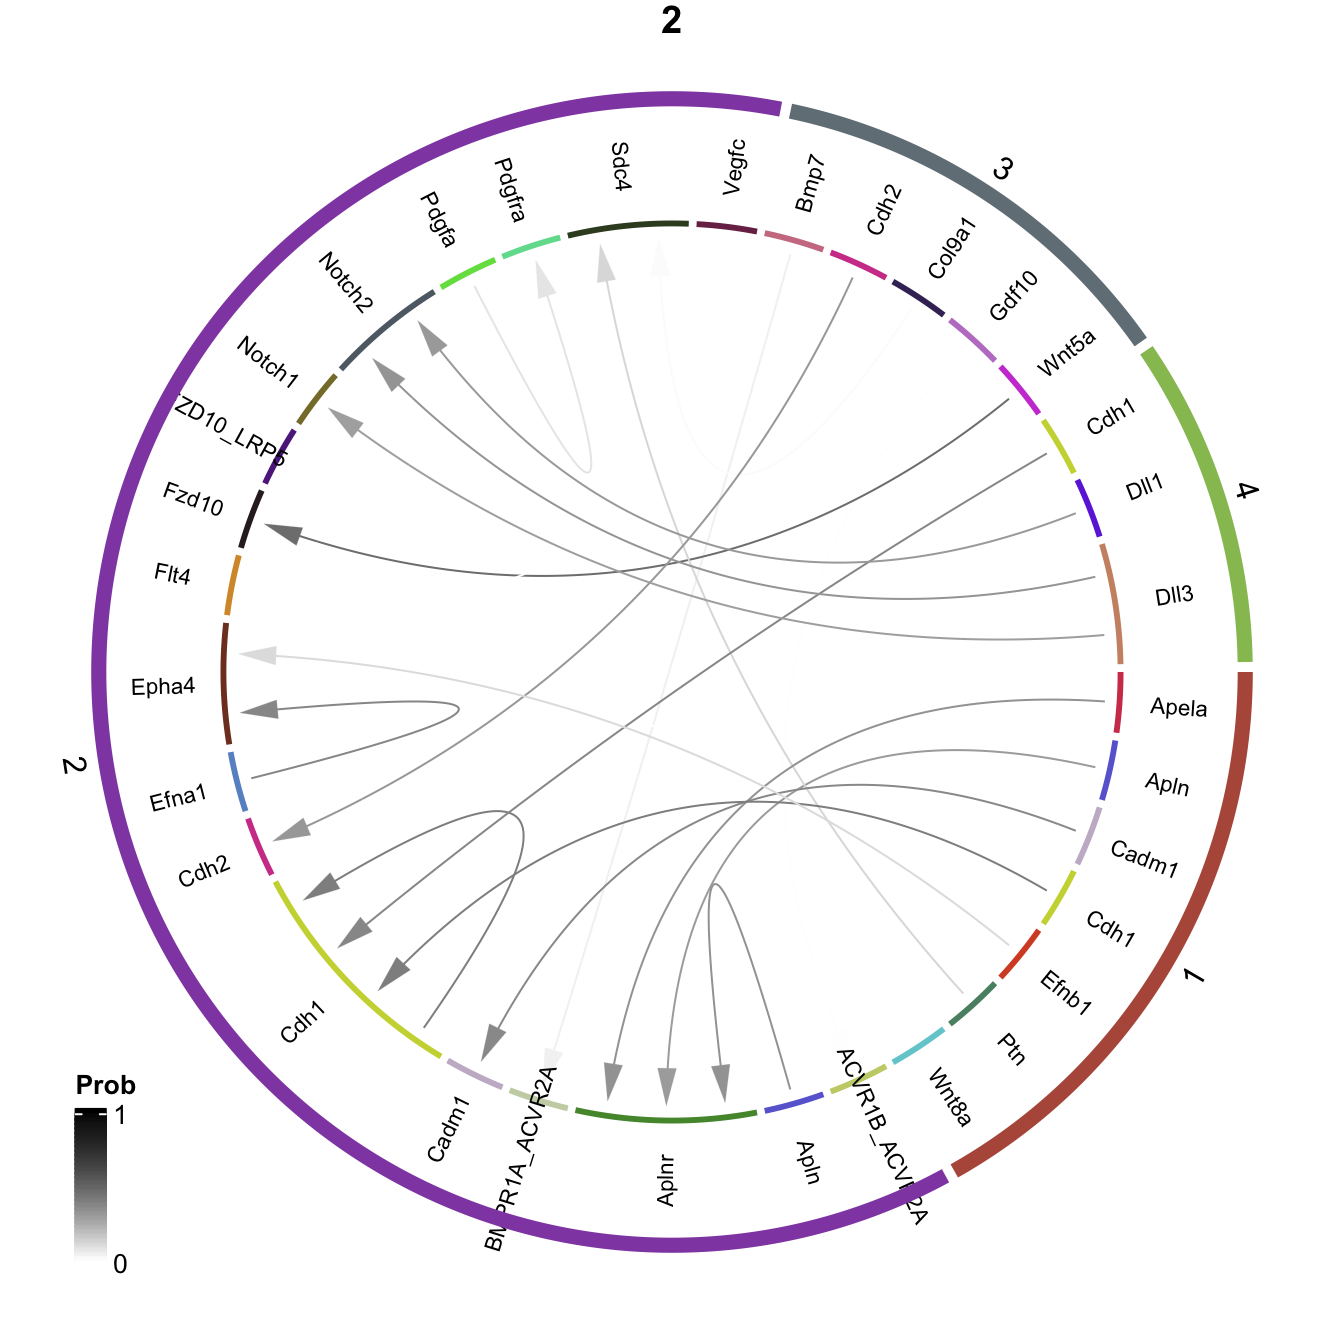 2
3
4
1
2
Vegfc
Bmp7
Cdh2
Col9a1
Gdf10
Wnt5a
Cdh1
Dll1
Dll3
Apela
Apln
Cadm1
Cdh1
Efnb1
Ptn
Wnt8a
ACVR1B_ACVR2A
Apln
Aplnr
BMPR1A_ACVR2A
Cadm1
Cdh1
Cdh2
Efna1
Epha4
Flt4
Fzd10
ZD10_LRP5
Notch1
Notch2
Pdgfa
Pdgfra
Sdc4
Prob
1
0